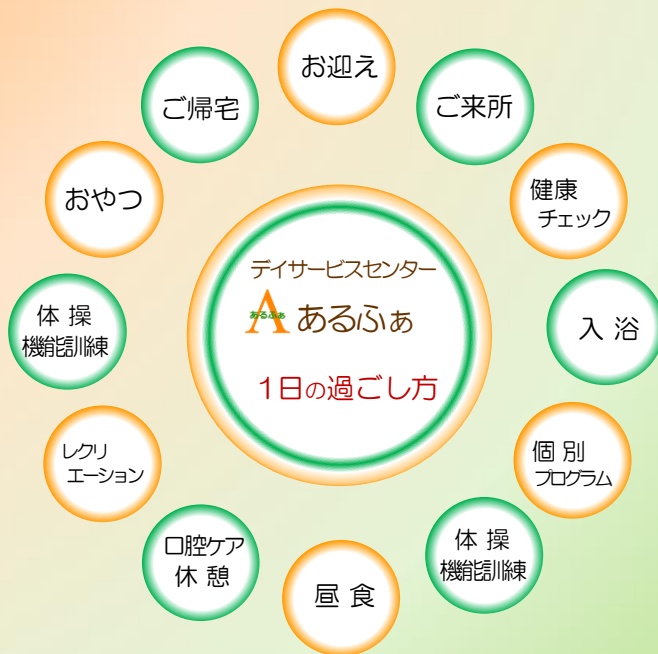 お迎え
ご来所
健康
チェック
入 浴
個 別
プログラム
体 操
機能訓練
昼 食
口腔ケア
休 憩
レクリ
エーション
体 操
機能訓練
おやつ
ご帰宅
デイサービスセンター
A あるふぁ あるふぁ
1日の過ごし方